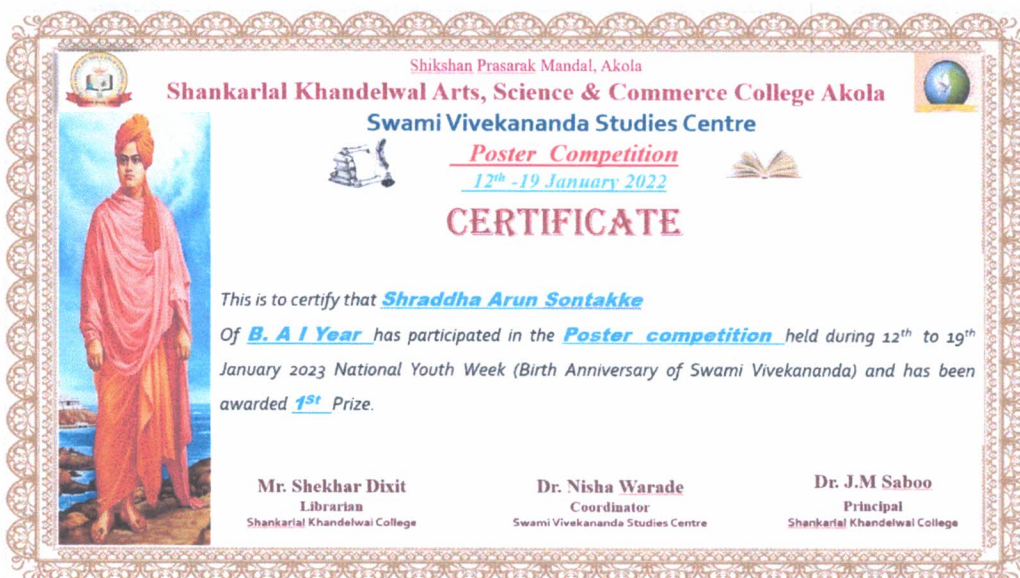 Shikshan Prasarak Mandal, Akola
Shankarlal Khandelwal Arts, Science & Commerce College Akola
Swami Vivekananda Studies Centre
Poster Competition
12th -19 January 2022
CERTIFICATE
This is to certify that Shraddha Arun Sontakke
Of B. A I Year has participated in the Poster competition held during 12th to 19th
January 2023 National Youth Week (Birth Anniversary of Swami Vivekananda) and has been
awarded 1St Prize.
Mr. Shekhar Dixit
Librarian
Shankarlal Khandelwal College
Dr. Nisha Warade
Coordinator
Swami Vivekananda Studies Centre
Dr. J.M Saboo
Principal
Shankarlal Khandelwal College